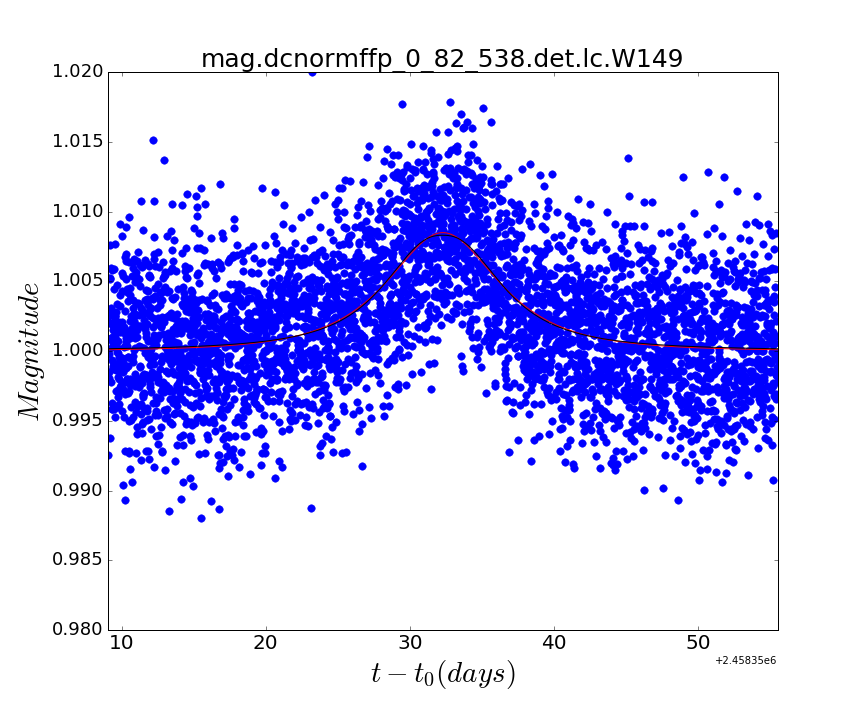 mag.dcnormffp_0_82_538.det.lc.W149
1.020
1.015
1.010
1.005
1.000
0.995
0.990
0.985
0.980
Magnitude
10 20 30 40 50
+2.45835e6
t − t₀(days)